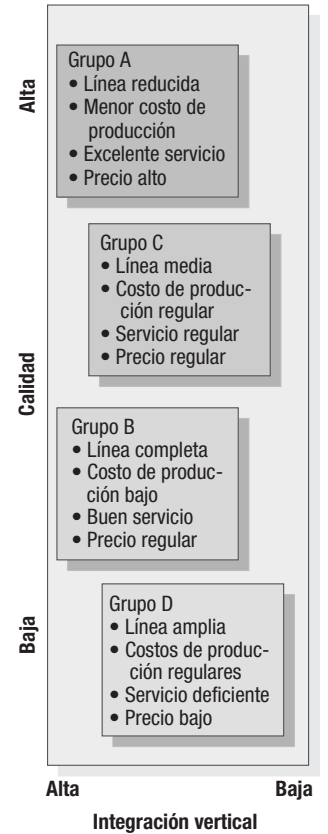 Alta
Calidad
Baja
Grupo A
• Línea reducida
• Menor costo de
producción
• Excelente servicio
• Precio alto
Grupo C
• Línea media
• Costo de produc-
ción regular
• Servicio regular
• Precio regular
Grupo B
• Línea completa
• Costo de produc-
ción bajo
• Buen servicio
• Precio regular
Grupo D
• Línea amplia
• Costos de produc-
ción regulares
• Servicio deficiente
• Precio bajo
Alta Baja
Integración vertical